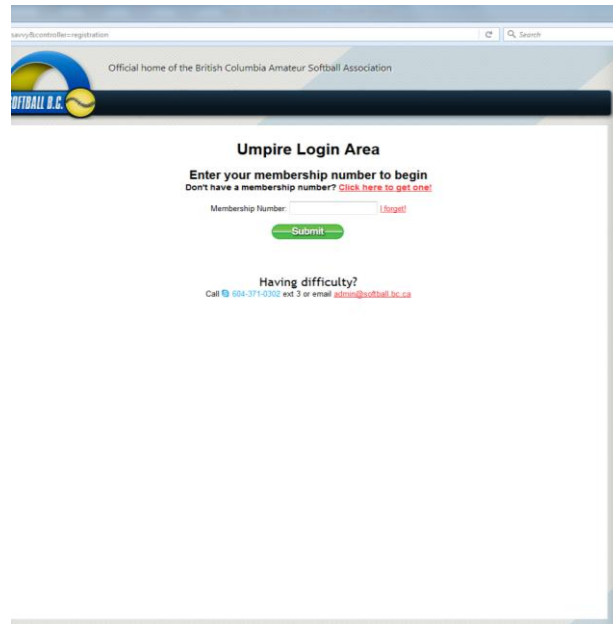 savvy&controller=registration
Search
Official home of the British Columbia Amateur Softball Association
SOFTBALL B.C.
Umpire Login Area
Enter your membership number to begin
Don't have a membership number? Click here to get one!
Membership Number: I forget!
Submit
Having difficulty?
Call 604-371-0302 ext 3 or email admin@softball.bc.ca